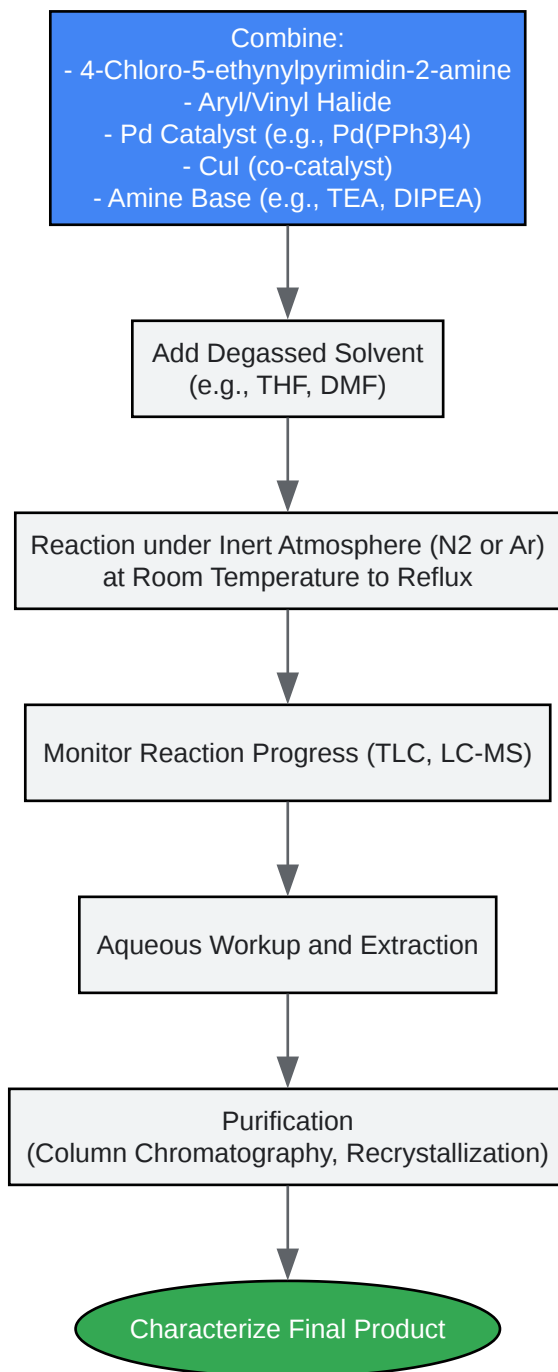 Combine:
- 4-Chloro-5-ethynylpyrimidin-2-amine
- Aryl/Vinyl Halide
- Pd Catalyst (e.g., Pd(PPh3)4)
- CuI (co-catalyst)
- Amine Base (e.g., TEA, DIPEA)
Add Degassed Solvent
(e.g., THF, DMF)
Reaction under Inert Atmosphere (N2 or Ar)
at Room Temperature to Reflux
Monitor Reaction Progress (TLC, LC-MS)
Aqueous Workup and Extraction
Purification
(Column Chromatography, Recrystallization)
Characterize Final Product